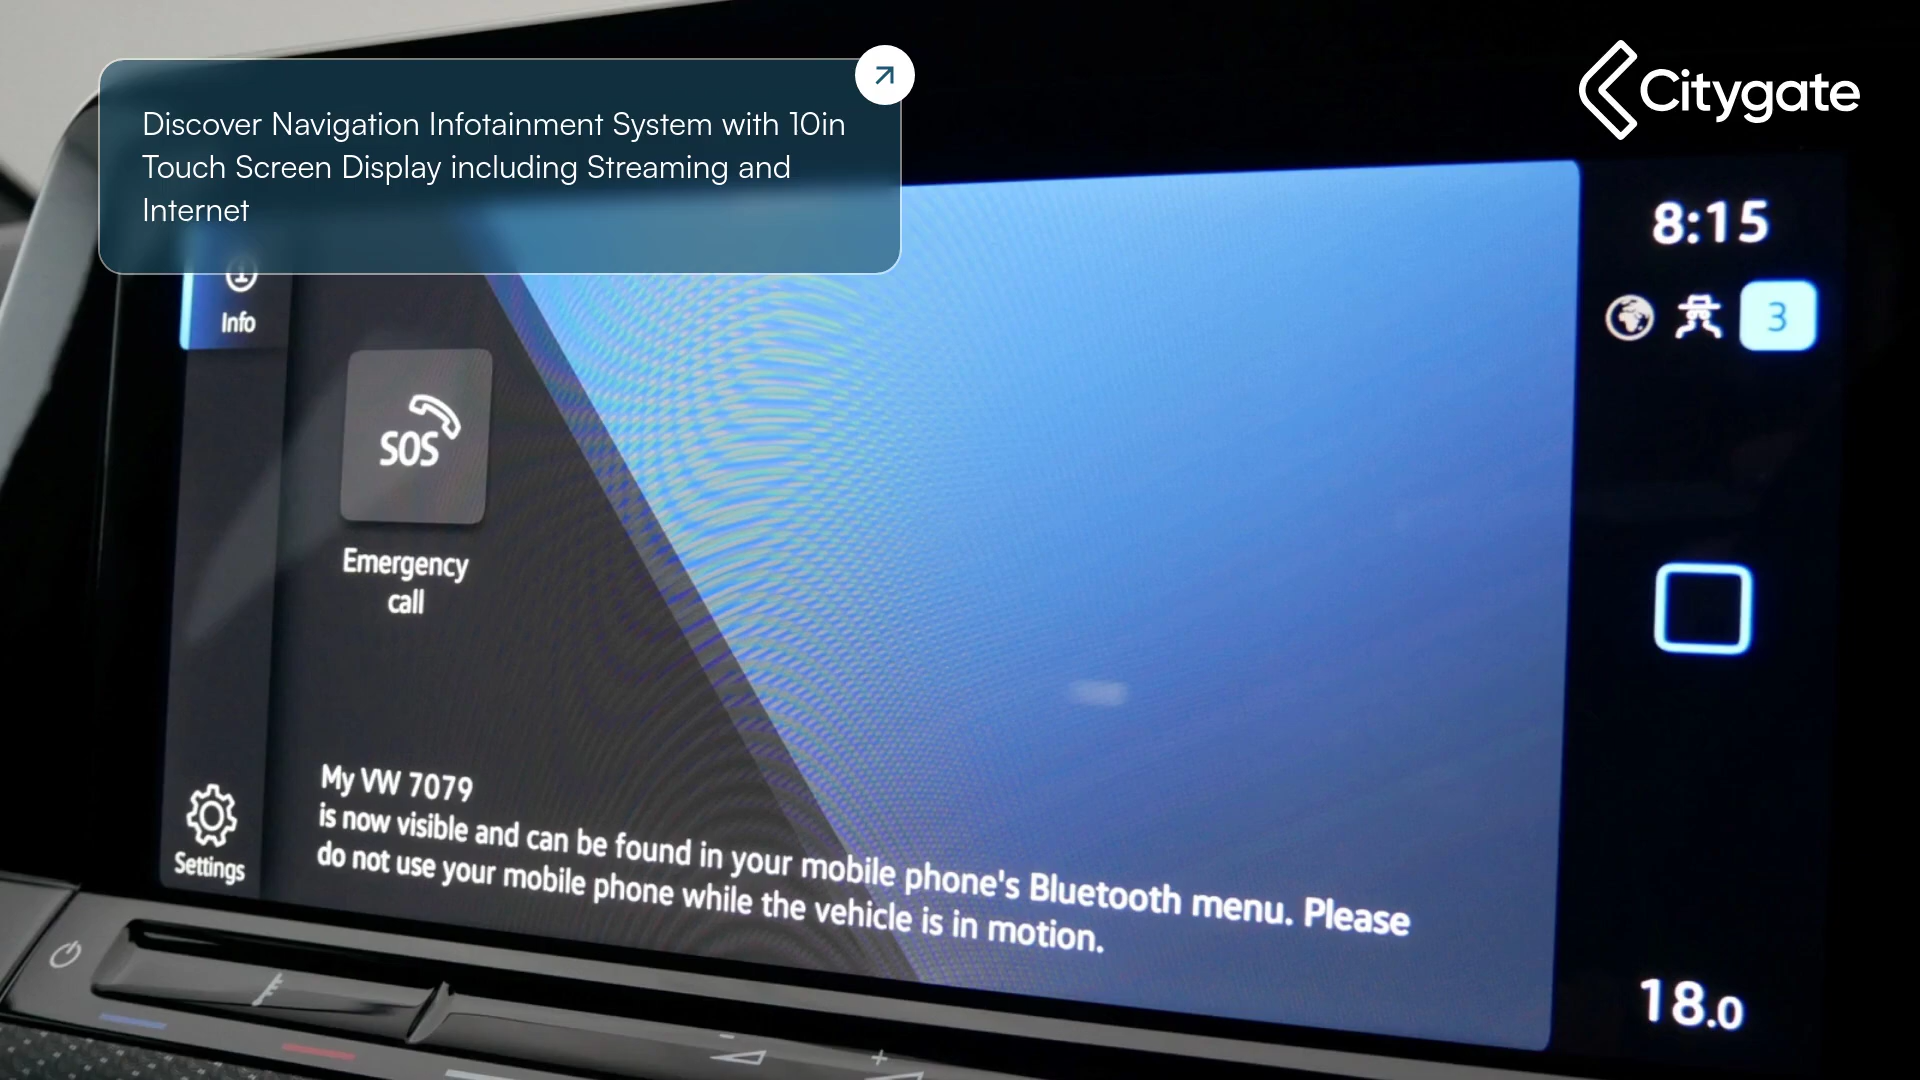 Discover Navigation Infotainment System with 10in
Touch Screen Display including Streaming and
Internet
Citygate
8:15
3
Info
SOS
Emergency
call
My VW 7079
is now visible and can be found in your mobile phone's Bluetooth menu. Please
do not use your mobile phone while the vehicle is in motion.
Settings
18.0